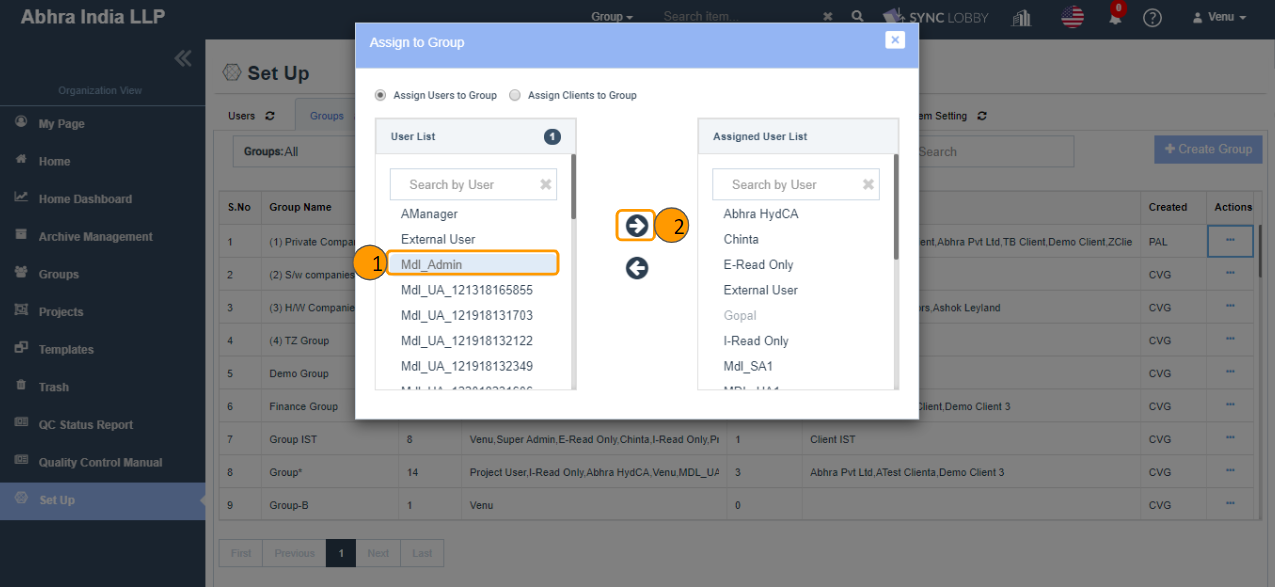 Abhra India LLP
Group
Search Item...
SYNC LOBBY
0
Venu
Organization View
My Page
Home
Home Dashboard
Archive Management
Groups
Projects
Templates
Trash
QC Status Report
Quality Control Manual
Set Up
Set Up
Users
Groups
em Setting
Groups:All
Search
Create Group
Assign to Group
Assign Users to Group
Assign Clients to Group
User List
1
Search by User
AManager
External User
1
Mdl_Admin
Mdl_UA_121318165855
Mdl_UA_121918131703
Mdl_UA_121918132122
Mdl_UA_121918132349
2
Assigned User List
Search by User
Abhra HydCA
Chinta
E-Read Only
External User
Gopal
I-Read Only
Mdl_SA1
S.No Group Name Created Actions
1 (1) Private Compa ent,Abhra Pvt Ltd,TB Client,Demo Client,ZClie PAL ...
2 (2) S/w companies CVG ...
3 (3) H/W Companie rs,Ashok Leyland CVG ...
4 (4) TZ Group CVG ...
5 Demo Group CVG ...
6 Finance Group Client,Demo Client 3 CVG ...
7 Group IST 8 Venu,Super Admin,E-Read Only,Chinta,I-Read Only,Pr 1 Client IST CVG ...
8 Group* 14 Project User,I-Read Only,Abhra HydCA,Venu,MDL_UA 3 Abhra Pvt Ltd,ATest Clienta,Demo Client 3 CVG ...
9 Group-B 1 Venu 0 CVG ...
First Previous 1 Next Last